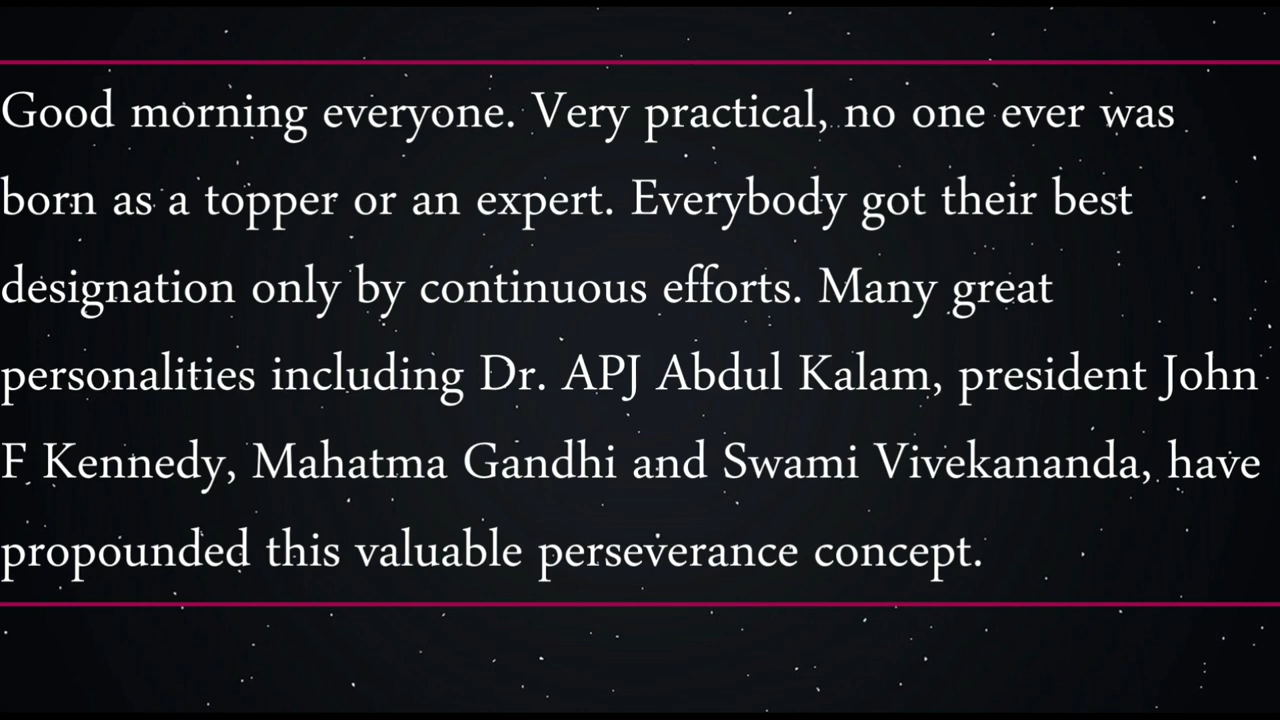 Good morning everyone. Very practical, no one ever was
born as a topper or an expert. Everybody got their best
designation only by continuous efforts. Many great
personalities including Dr. APJ Abdul Kalam, president John
F Kennedy, Mahatma Gandhi and Swami Vivekananda, have
propounded this valuable perseverance concept.